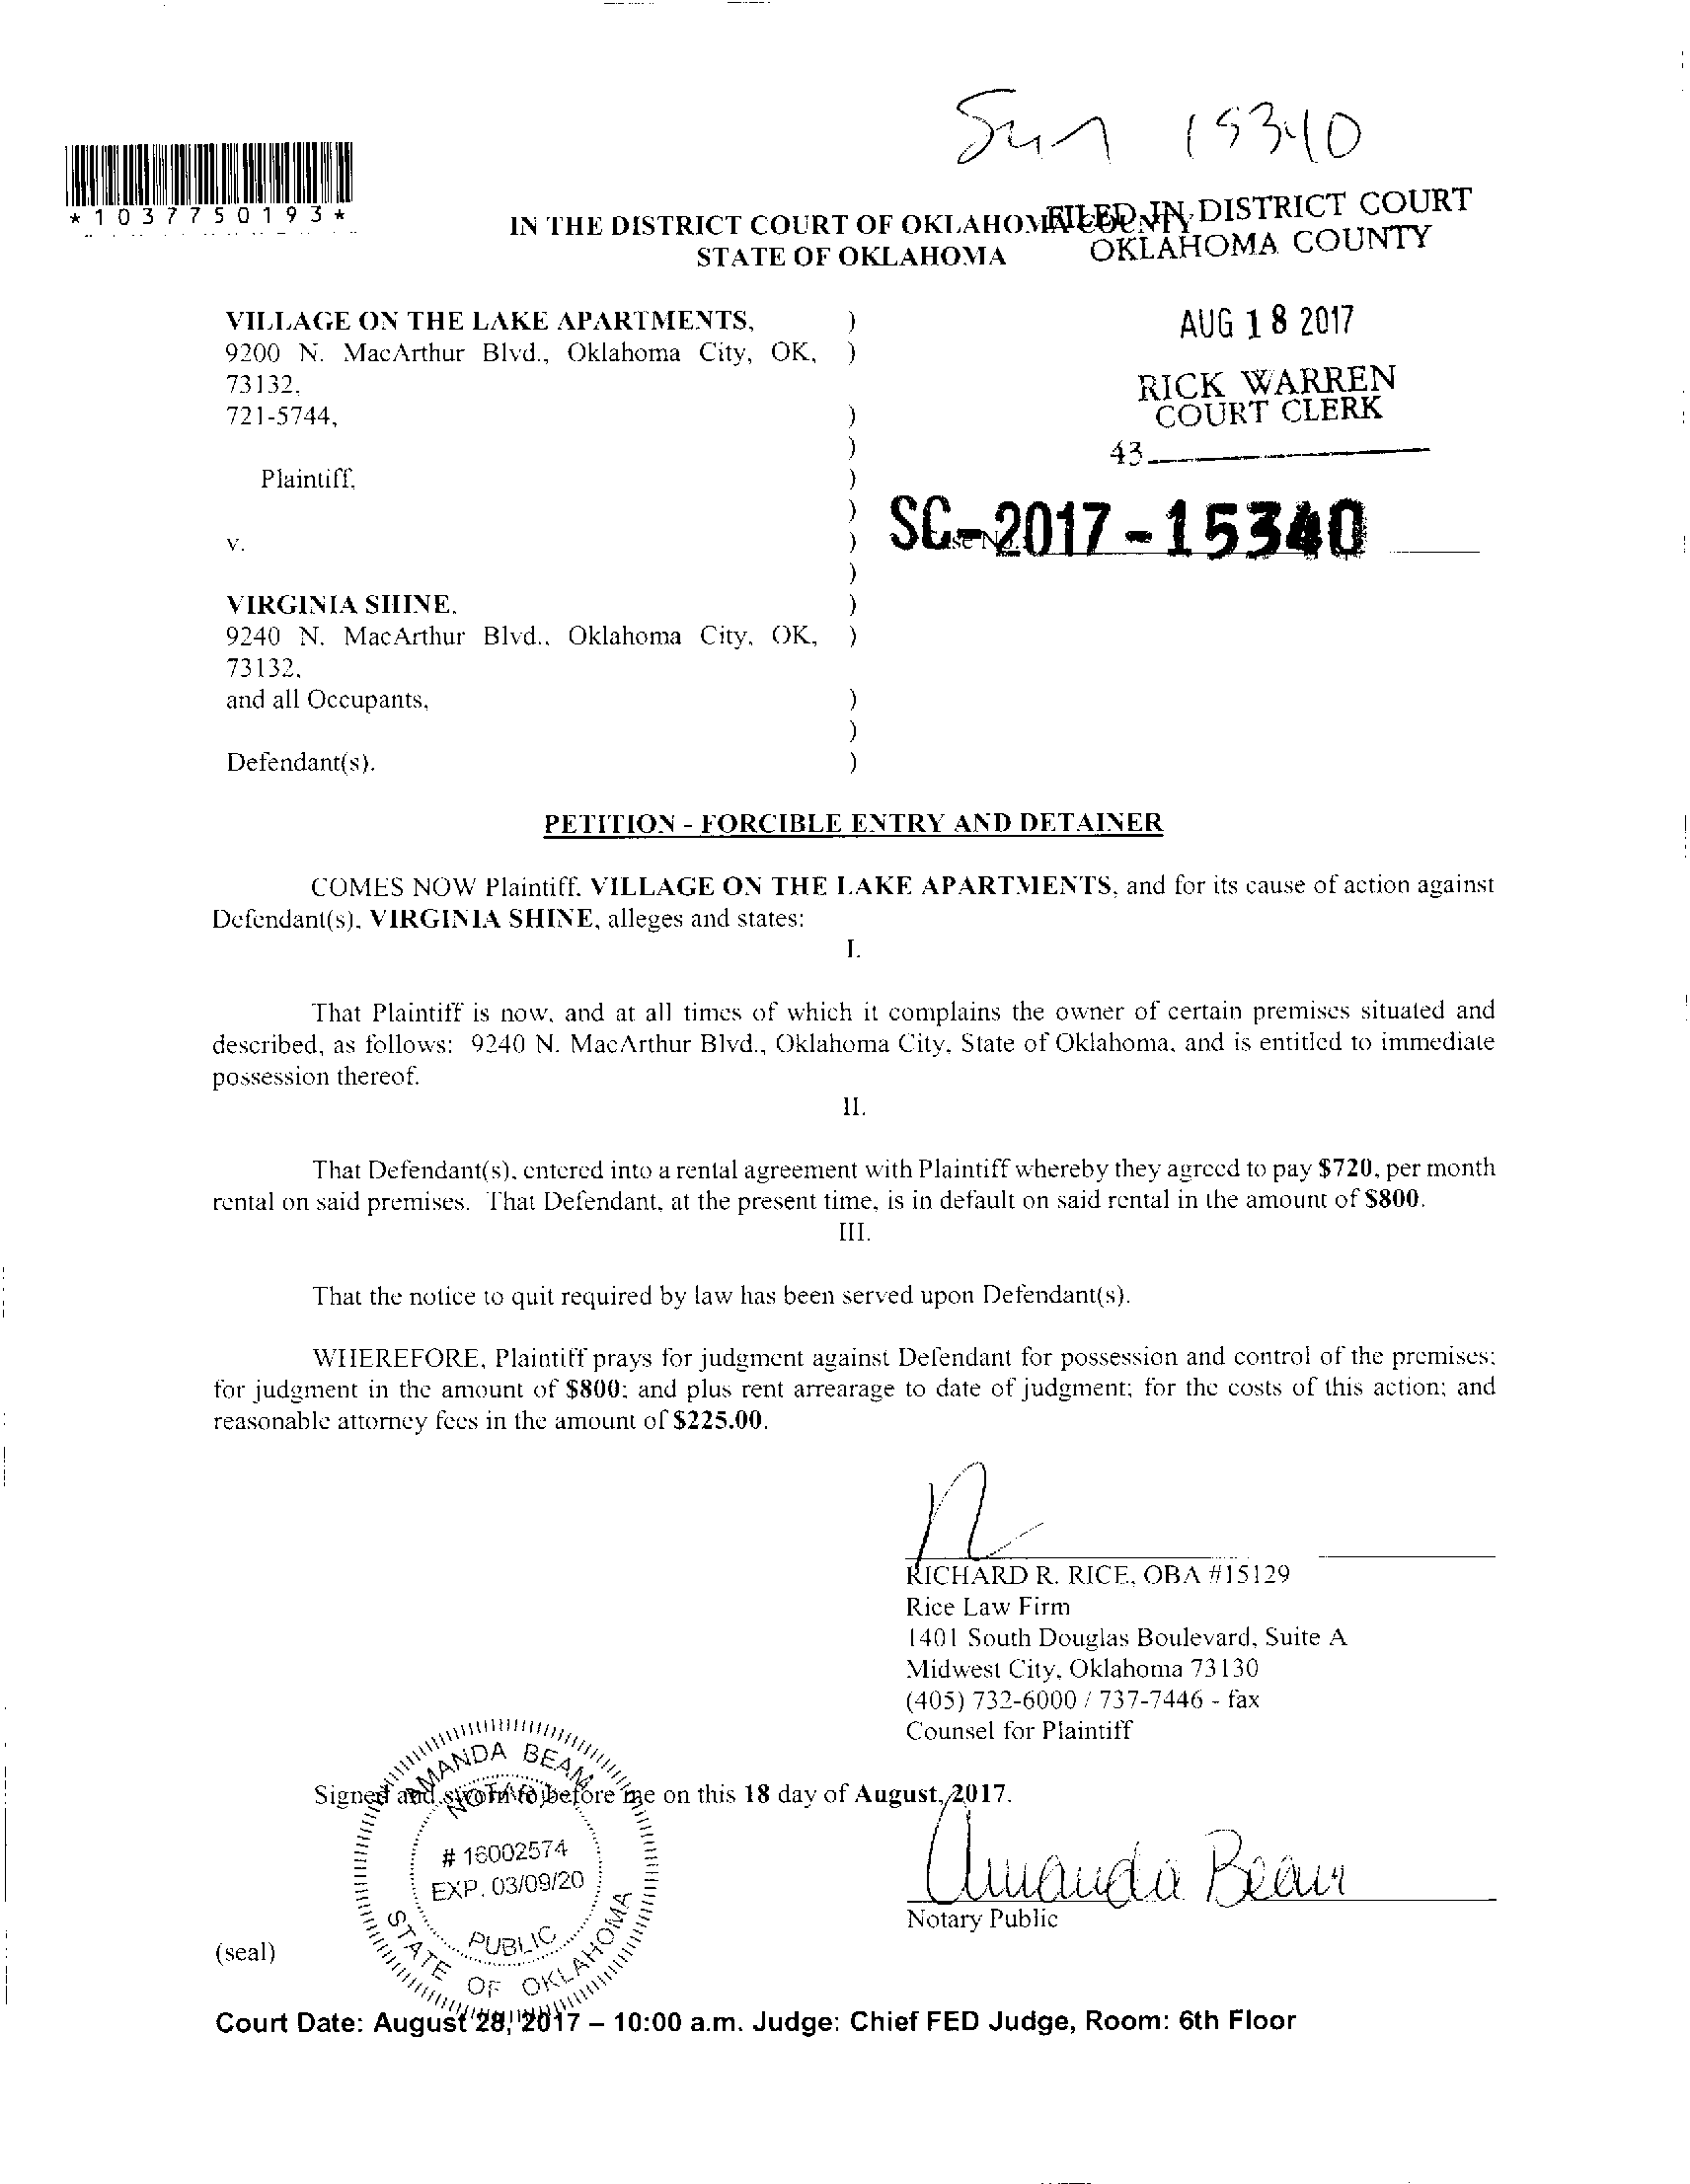 Sum 15340
*1037750193*
IN THE DISTRICT COURT OF OKLAHOMA COUNTY
STATE OF OKLAHOMA
FILED IN DISTRICT COURT
OKLAHOMA COUNTY
AUG 18 2017
RICK WARREN
COURT CLERK
43
VILLAGE ON THE LAKE APARTMENTS, )
9200 N. MacArthur Blvd., Oklahoma City, OK, )
73132,
721-5744, )
)
Plaintiff, )
)
v. )
SC-2017-15340
)
VIRGINIA SHINE, )
9240 N. MacArthur Blvd., Oklahoma City, OK, )
73132,
and all Occupants, )
)
Defendant(s). )
PETITION - FORCIBLE ENTRY AND DETAINER
COMES NOW Plaintiff, VILLAGE ON THE LAKE APARTMENTS, and for its cause of action against
Defendant(s), VIRGINIA SHINE, alleges and states:
I.
That Plaintiff is now, and at all times of which it complains the owner of certain premises situated and
described, as follows: 9240 N. MacArthur Blvd., Oklahoma City, State of Oklahoma, and is entitled to immediate
possession thereof.
II.
That Defendant(s), entered into a rental agreement with Plaintiff whereby they agreed to pay $720, per month
rental on said premises. That Defendant, at the present time, is in default on said rental in the amount of $800.
III.
That the notice to quit required by law has been served upon Defendant(s).
WHEREFORE, Plaintiff prays for judgment against Defendant for possession and control of the premises;
for judgment in the amount of $800; and plus rent arrearage to date of judgment; for the costs of this action; and
reasonable attorney fees in the amount of $225.00.
RICHARD R. RICE, OBA #15129
Rice Law Firm
1401 South Douglas Boulevard, Suite A
Midwest City, Oklahoma 73130
(405) 732-6000 / 737-7446 - fax
Counsel for Plaintiff
Signed and sworn to before me on this 18 day of August, 2017.
AMANDA BEAM
NOTARY
# 16002574
EXP. 03/09/20
PUBLIC
STATE OF OKLAHOMA
Amanda Beam
Notary Public
(seal)
Court Date: August 28, 2017 – 10:00 a.m. Judge: Chief FED Judge, Room: 6th Floor